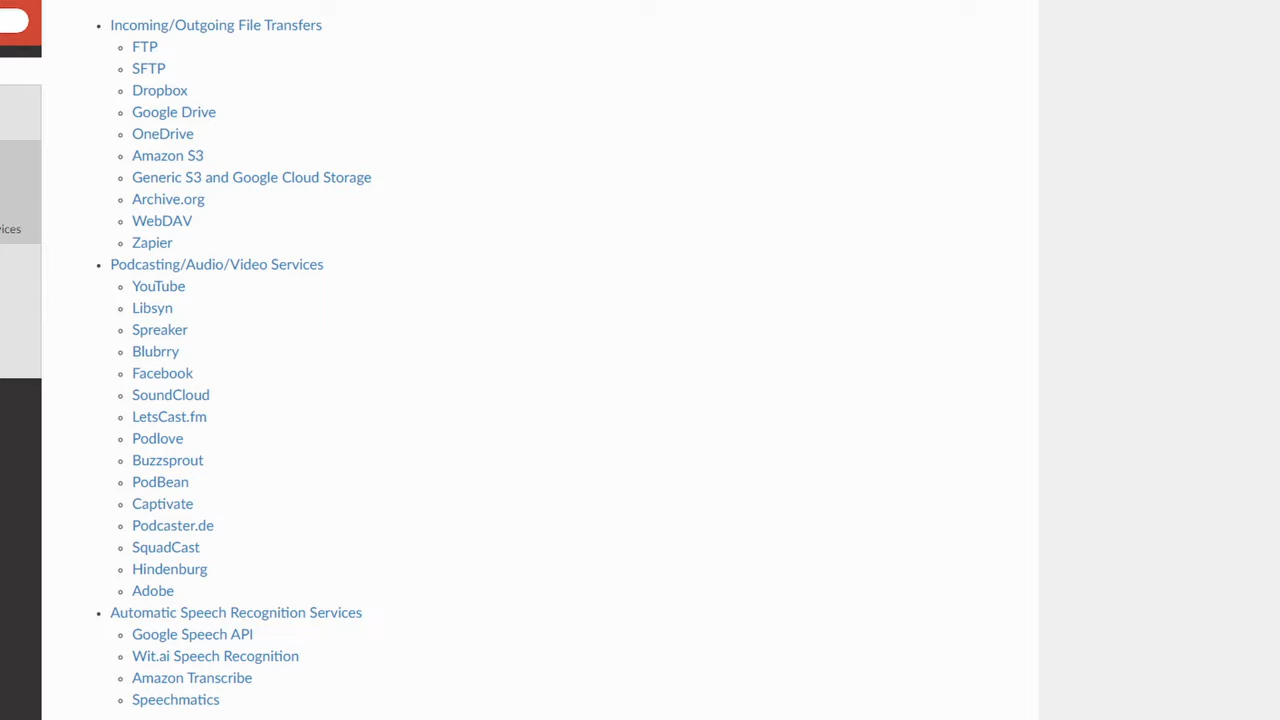 Incoming/Outgoing File Transfers
FTP
SFTP
Dropbox
Google Drive
OneDrive
Amazon S3
Generic S3 and Google Cloud Storage
Archive.org
vices
WebDAV
Zapier
Podcasting/Audio/Video Services
YouTube
Libsyn
Spreaker
Blubrry
Facebook
SoundCloud
LetsCast.fm
Podlove
Buzzsprout
PodBean
Captivate
Podcaster.de
SquadCast
Hindenburg
Adobe
Automatic Speech Recognition Services
Google Speech API
Wit.ai Speech Recognition
Amazon Transcribe
Speechmatics